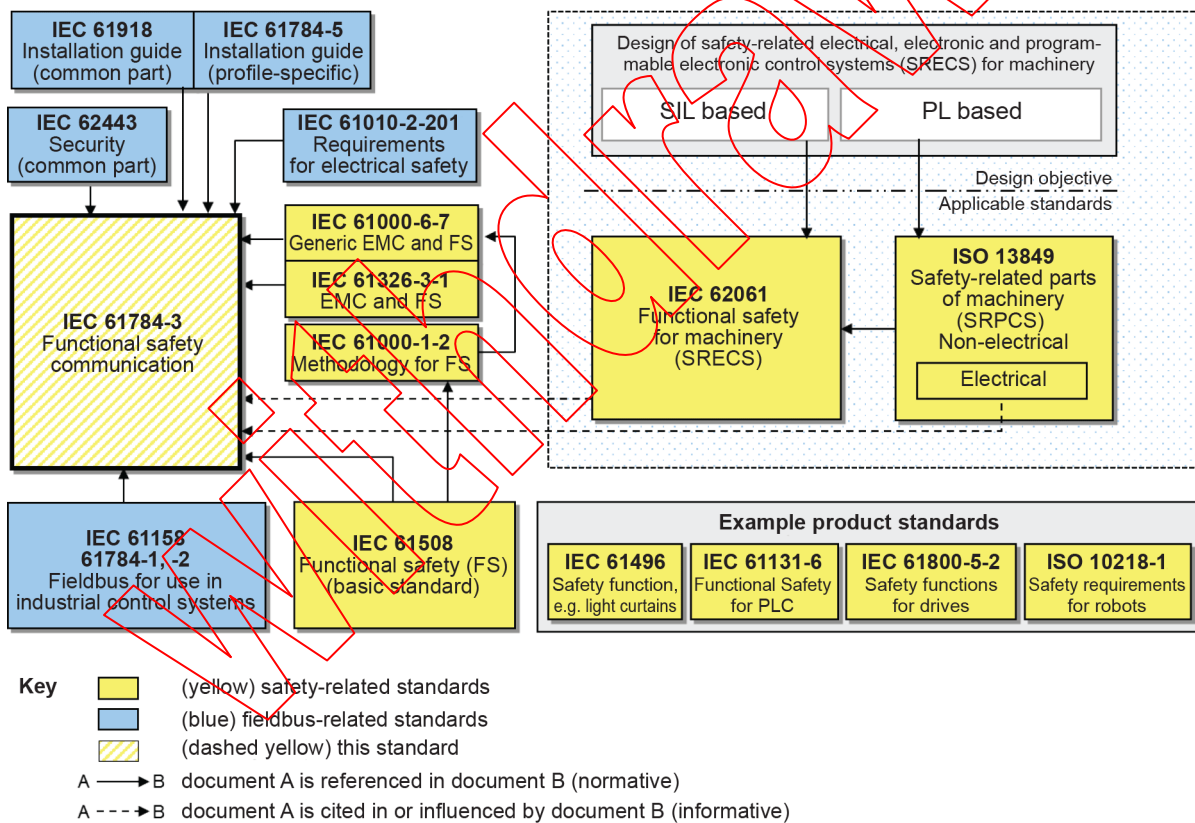 IEC 61918
Installation guide
(common part)
IEC 61784-5
Installation guide
(profile-specific)
IEC 62443
Security
(common part)
IEC 61010-2-201
Requirements
for electrical safety
IEC 61000-6-7
Generic EMC and FS
IEC 61326-3-1
EMC and FS
IEC 61000-1-2
Methodology for FS
IEC 61784-3
Functional safety
communication
IEC 61158
61784-1, -2
Fieldbus for use in
industrial control systems
IEC 61508
Functional safety (FS)
(basic standard)
Design of safety-related electrical, electronic and program-
mable electronic control systems (SRECS) for machinery
SIL based
PL based
Design objective
Applicable standards
IEC 62061
Functional safety
for machinery
(SRECS)
ISO 13849
Safety-related parts
of machinery
(SRPCS)
Non-electrical
Electrical
Example product standards
IEC 61496
Safety function,
e.g. light curtains
IEC 61131-6
Functional Safety
for PLC
IEC 61800-5-2
Safety functions
for drives
ISO 10218-1
Safety requirements
for robots
Key
(yellow) safety-related standards
(blue) fieldbus-related standards
(dashed yellow) this standard
A B document A is referenced in document B (normative)
A B document A is cited in or influenced by document B (informative)